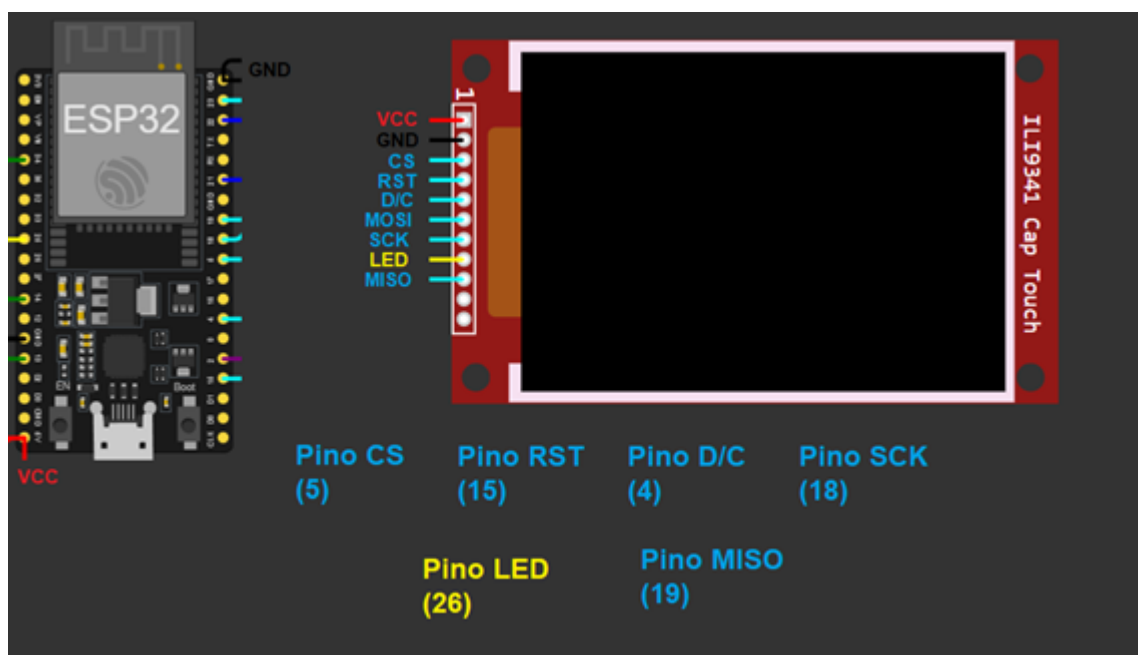 GND
ESP32
EN
Boot
VCC
1
VCC
GND
CS
RST
D/C
MOSI
SCK
LED
MISO
ILI9341 Cap Touch
Pino CS
(5)
Pino RST
(15)
Pino D/C
(4)
Pino SCK
(18)
Pino LED
(26)
Pino MISO
(19)